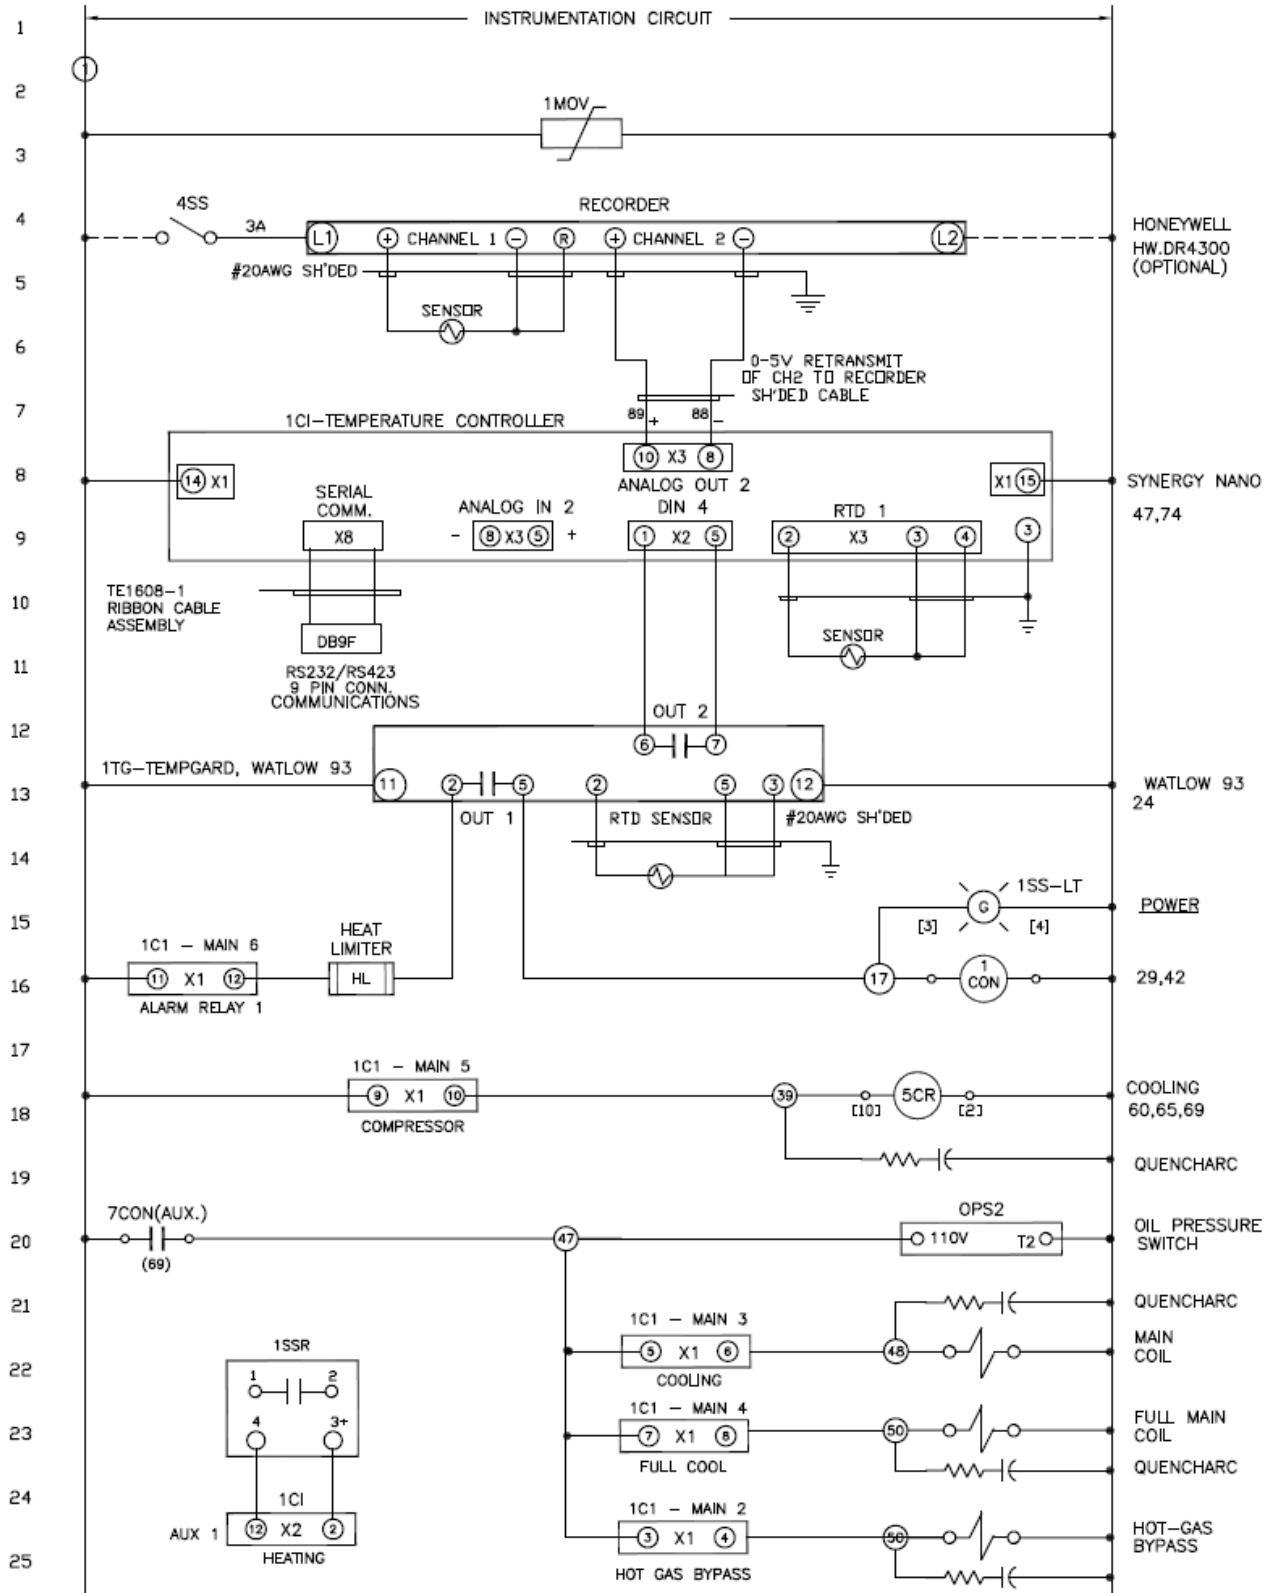 1 INSTRUMENTATION CIRCUIT
1
2
1MOV
3
4SS
4
3A
RECORDER
HONEYWELL
HW.DR4300
(OPTIONAL)
L1 + CHANNEL 1 - R + CHANNEL 2 - L2
#20AWG SH'DED
5
SENSOR
6
0-5V RETRANSMIT
OF CH2 TO RECORDER
SH'DED CABLE
7
89 + 88 -
1CI-TEMPERATURE CONTROLLER
10 X3 8
8
14 X1
X1 15
SYNERGY NANO
47,74
ANALOG OUT 2
SERIAL
COMM.
X8
ANALOG IN 2
- 8 X3 5 +
DIN 4
1 X2 5
RTD 1
2 X3 3 4
3
9
TE1608-1
RIBBON CABLE
ASSEMBLY
10
DB9F
SENSOR
11
RS232/RS423
9 PIN CONN.
COMMUNICATIONS
12
OUT 2
6 7
1TG-TEMPGARD, WATLOW 93
11 2 5 2 5 3 12
WATLOW 93
24
13
OUT 1
RTD SENSOR
#20AWG SH'DED
14
1SS-LT
G
[3] [4]
POWER
15
1C1 - MAIN 6
HEAT
LIMITER
16
11 X1 12
HL
17
1
CON
29,42
ALARM RELAY 1
17
1C1 - MAIN 5
9 X1 10
39
5CR
[10] [2]
COOLING
60,65,69
18
COMPRESSOR
19
QUENCHARC
7CON(AUX.)
OPS2
20
(69)
47
110V T2
OIL PRESSURE
SWITCH
21
QUENCHARC
1C1 - MAIN 3
5 X1 6
48
MAIN
COIL
COOLING
1SSR
22
1 2
4 3+
1C1 - MAIN 4
23
7 X1 8
50
FULL MAIN
COIL
FULL COOL
QUENCHARC
24
1CI
AUX 1
12 X2 2
HEATING
1C1 - MAIN 2
3 X1 4
50
HOT-GAS
BYPASS
25
HOT GAS BYPASS